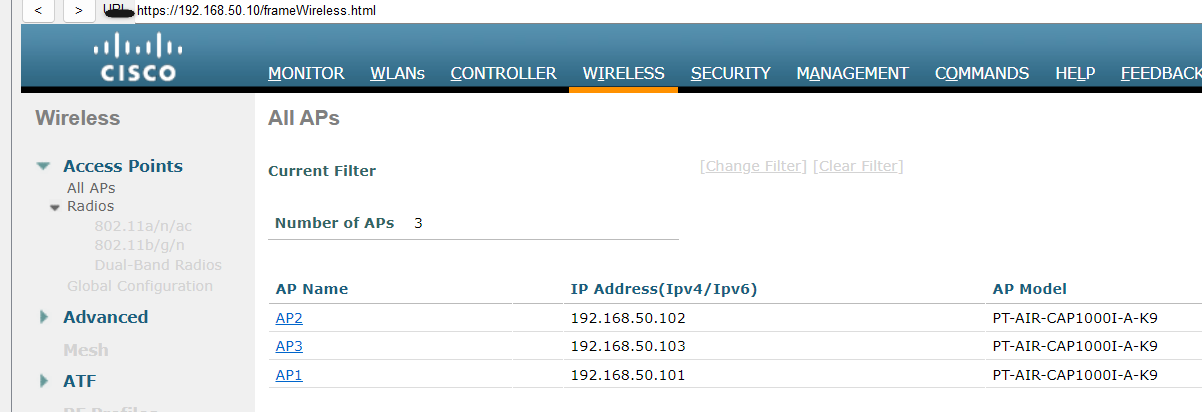 < > https://192.168.50.10/frameWireless.html
CISCO
MONITOR WLANs CONTROLLER WIRELESS SECURITY MANAGEMENT COMMANDS HELP FEEDBACK
Wireless
Access Points
All APs
Radios
802.11a/n/ac
802.11b/g/n
Dual-Band Radios
Global Configuration
Advanced
Mesh
ATF
RF Profiles
All APs
Current Filter [Change Filter] [Clear Filter]
Number of APs 3
AP Name IP Address(Ipv4/Ipv6) AP Model
AP2 192.168.50.102 PT-AIR-CAP1000I-A-K9
AP3 192.168.50.103 PT-AIR-CAP1000I-A-K9
AP1 192.168.50.101 PT-AIR-CAP1000I-A-K9